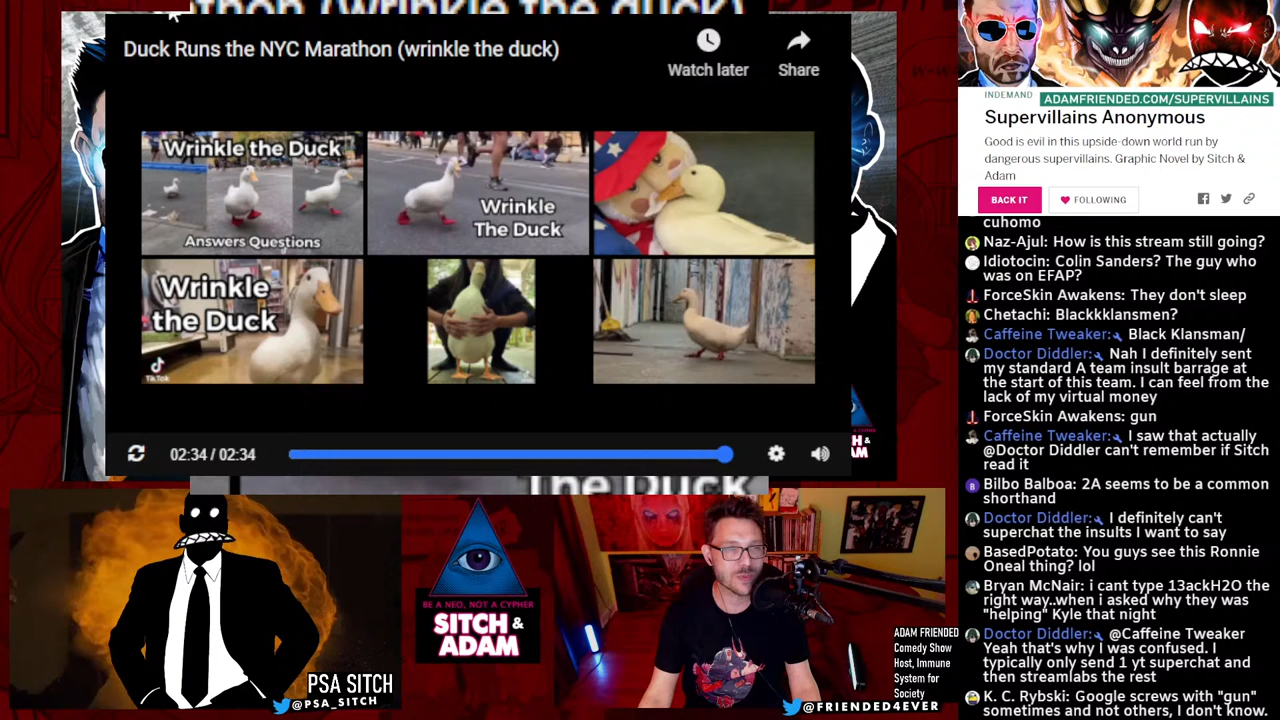 thon (wrinkle the duck)
Duck Runs the NYC Marathon (wrinkle the duck)
Watch later
Share
Wrinkle the Duck
Answers Questions
Wrinkle
The Duck
Wrinkle
the Duck
TikTok
02:34 / 02:34
The Duck
H &
M
BE A NEO, NOT A CYPHER
SITCH &
ADAM
PSA SITCH
@PSA_SITCH
ADAM FRIENDED
Comedy Show
Host, Immune
System for
Society
@FRIENDED4EVER
INDEMAND
ADAMFRIENDED.COM/SUPERVILLAINS
Supervillains Anonymous
Good is evil in this upside-down world run by
dangerous supervillains. Graphic Novel by Sitch &
Adam
BACK IT
FOLLOWING
cuhomo
Naz-Ajul: How is this stream still going?
Idiotocin: Colin Sanders? The guy who
was on EFAP?
ForceSkin Awakens: They don't sleep
Chetachi: Blackkklansmen?
Caffeine Tweaker: Black Klansman/
Doctor Diddler: Nah I definitely sent
my standard A team insult barrage at
the start of this team. I can feel from the
lack of my virtual money
ForceSkin Awakens: gun
Caffeine Tweaker: I saw that actually
@Doctor Diddler can't remember if Sitch
read it
Bilbo Balboa: 2A seems to be a common
shorthand
Doctor Diddler: I definitely can't
superchat the insults I want to say
BasedPotato: You guys see this Ronnie
Oneal thing? lol
Bryan McNair: i cant type 13ackH2O the
right way..when i asked why they was
"helping" Kyle that night
Doctor Diddler: @Caffeine Tweaker
Yeah that's why I was confused. I
typically only send 1 yt superchat and
then streamlabs the rest
K. C. Rybski: Google screws with "gun"
sometimes and not others, I don't know.